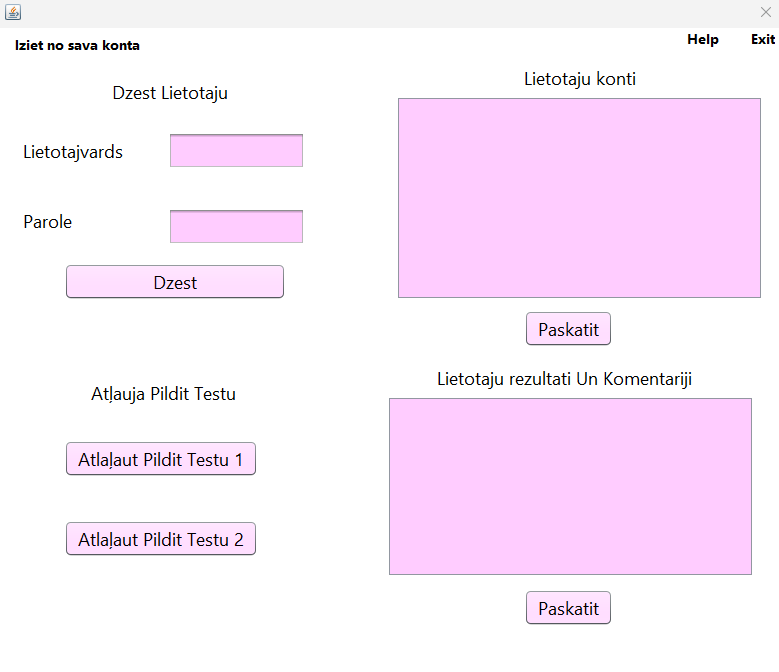 Iziet no sava konta
Help
Exit
Dzest Lietotaju
Lietotajvards
Parole
Dzest
Lietotaju konti
Paskatit
Atļauja Pildit Testu
Atlaļaut Pildit Testu 1
Atlaļaut Pildit Testu 2
Lietotaju rezultati Un Komentariji
Paskatit